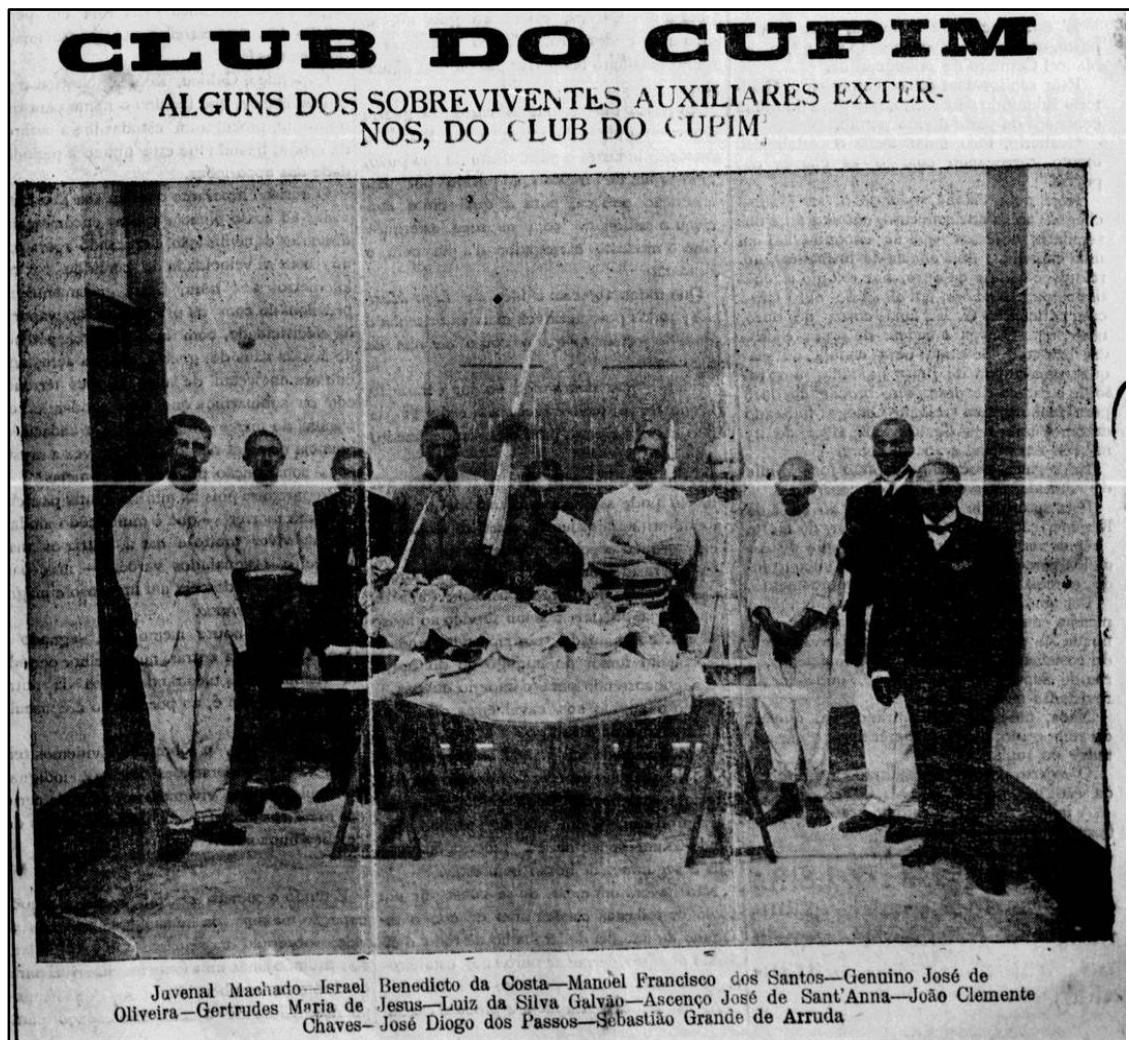 CLUB DO CUPIM
ALGUNS DOS SOBREVIVENTES AUXILIARES EXTER-
NOS, DO CLUB DO CUPIM
Juvenal Machado—Israel Benedicto da Costa—Manoel Francisco dos Santos—Genuino José de
Oliveira—Gertrudes Maria de Jesus—Luiz da Silva Galvão—Ascenço José de Sant'Anna—João Clemente
Chaves—José Diogo dos Passos—Sebastião Grande de Arruda